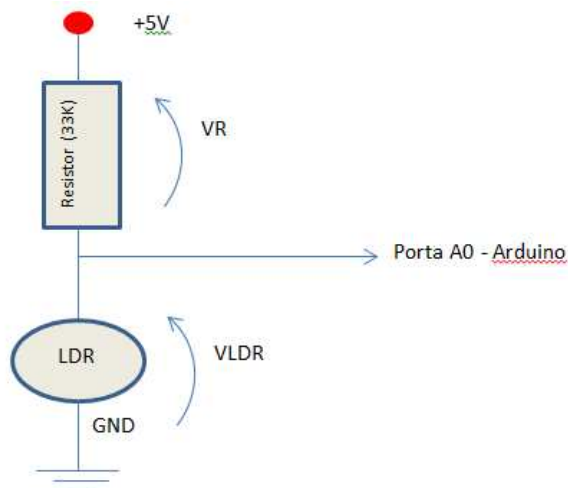 +5V
Resistor (33K)
VR
Porta A0 - Arduino
LDR
VLDR
GND